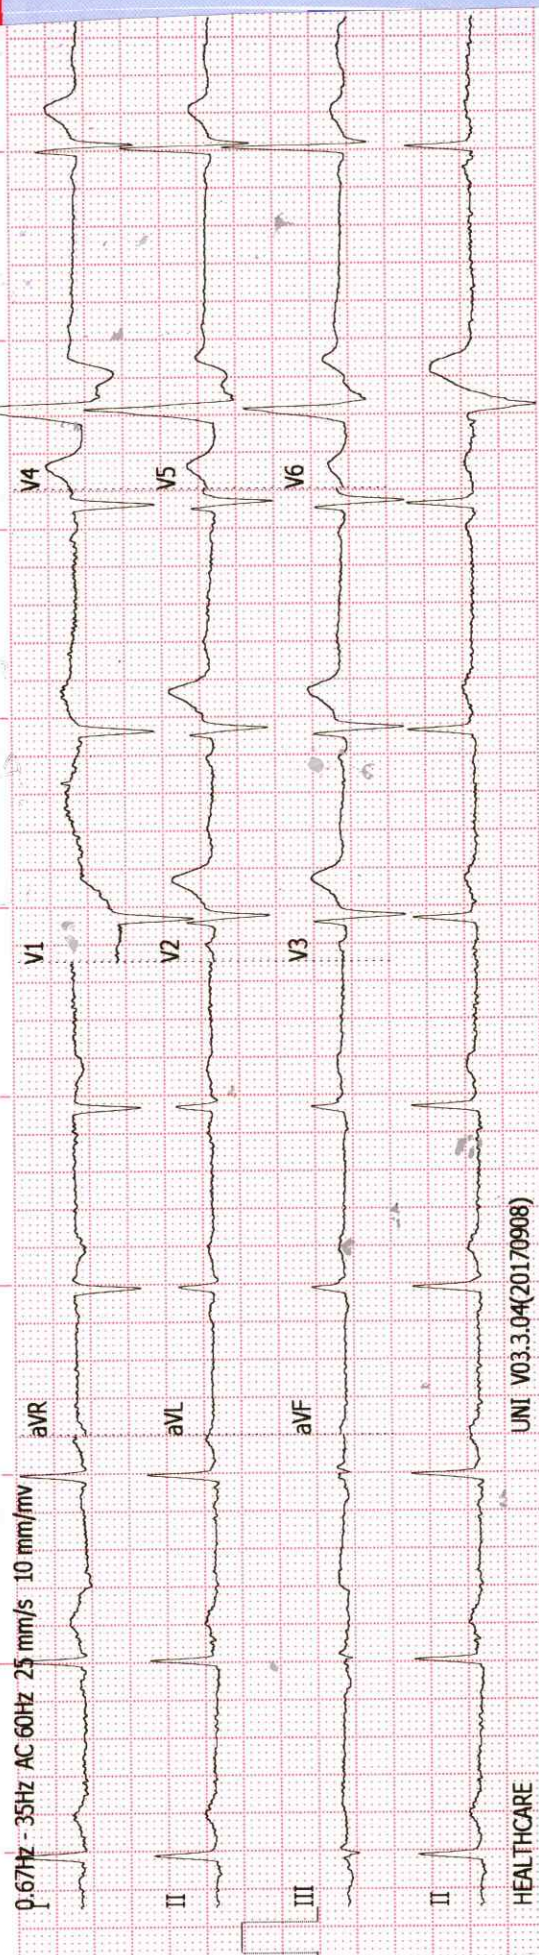 0.67Hz - 35Hz AC 60Hz 25 mm/s 10 mm/mv
I aVR V1 V4
II aVL V2 V5
III aVF V3 V6
II
HEALTHCARE UNI V03.3.04(20170908)